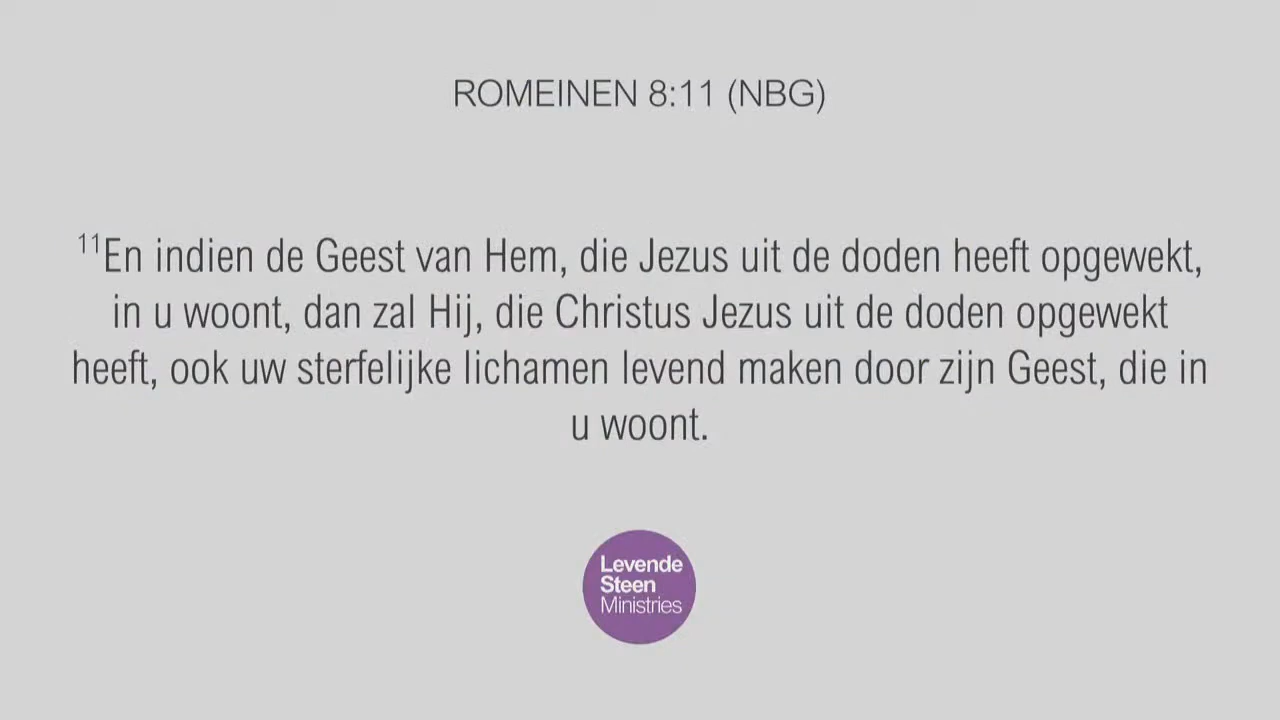 ROMEINEN 8:11 (NBG)
¹¹En indien de Geest van Hem, die Jezus uit de doden heeft opgewekt,
in u woont, dan zal Hij, die Christus Jezus uit de doden opgewekt
heeft, ook uw sterfelijke lichamen levend maken door zijn Geest, die in
u woont.
Levende
Steen
Ministries